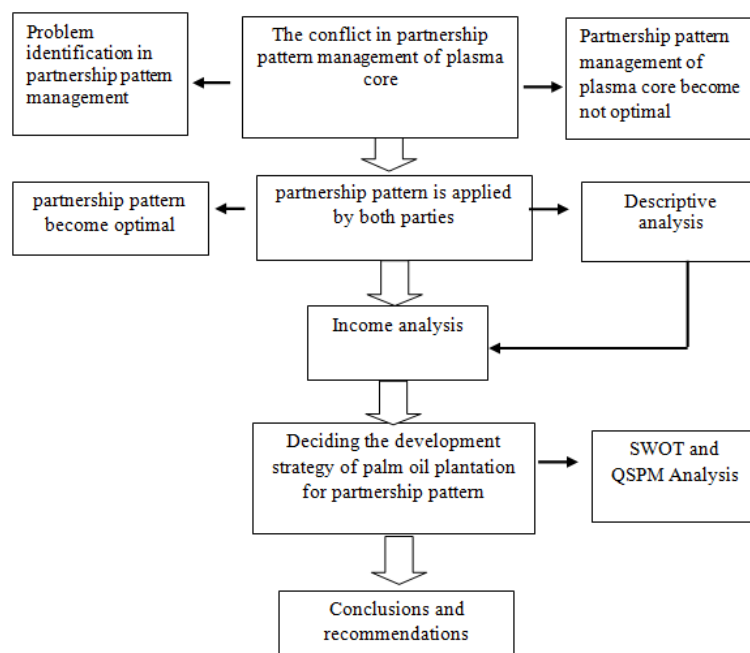 Problem
identification in
partnership pattern
management
The conflict in partnership
pattern management of plasma
core
Partnership
pattern
management of
plasma core become
not optimal
partnership pattern
become optimal
partnership pattern is applied
by both parties
Descriptive
analysis
Income analysis
Deciding the development
strategy of palm oil plantation
for partnership pattern
SWOT and
QSPM Analysis
Conclusions and
recommendations